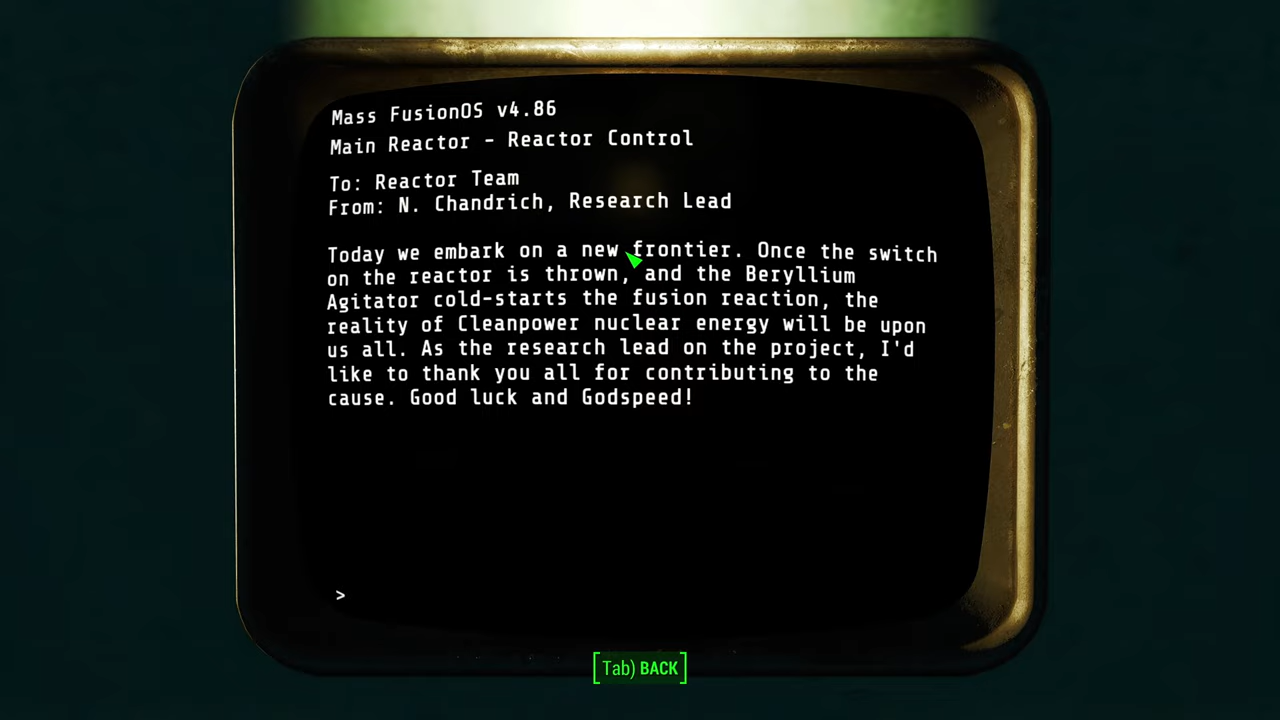 Mass FusionOS v4.86
Main Reactor - Reactor Control
To: Reactor Team
From: N. Chandrich, Research Lead
Today we embark on a new frontier. Once the switch
on the reactor is thrown, and the Beryllium
Agitator cold-starts the fusion reaction, the
reality of Cleanpower nuclear energy will be upon
us all. As the research lead on the project, I'd
like to thank you all for contributing to the
cause. Good luck and Godspeed!
>
[Tab) BACK]